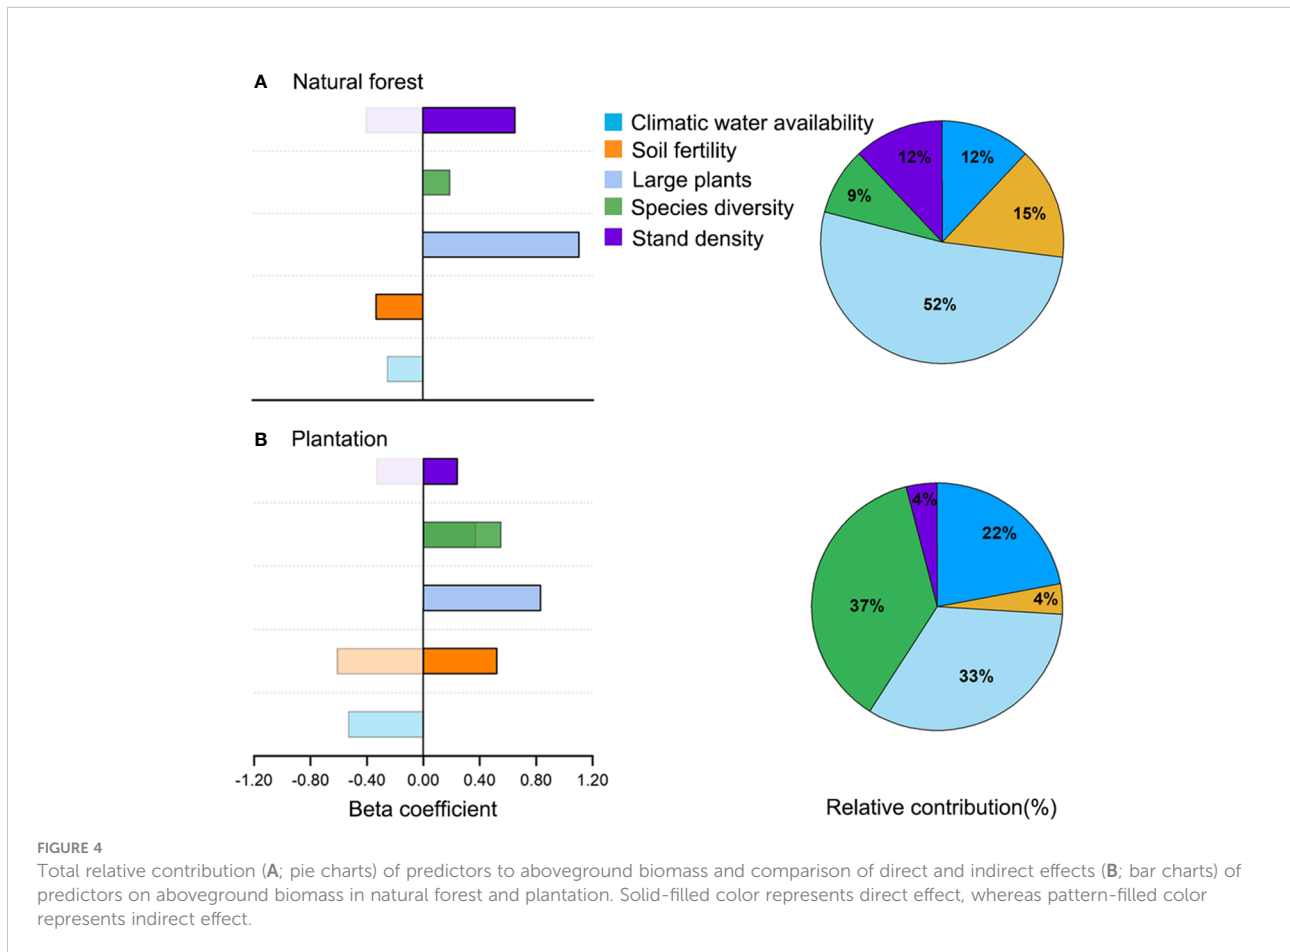 A Natural forest
Climatic water availability
Soil fertility
Large plants
Species diversity
Stand density
12%
12%
9%
15%
52%
B Plantation
4%
22%
37%
4%
33%
-1.20 -0.80 -0.40 0.00 0.40 0.80 1.20
Beta coefficient
Relative contribution(%)
FIGURE 4
Total relative contribution (A; pie charts) of predictors to aboveground biomass and comparison of direct and indirect effects (B; bar charts) of
predictors on aboveground biomass in natural forest and plantation. Solid-filled color represents direct effect, whereas pattern-filled color
represents indirect effect.